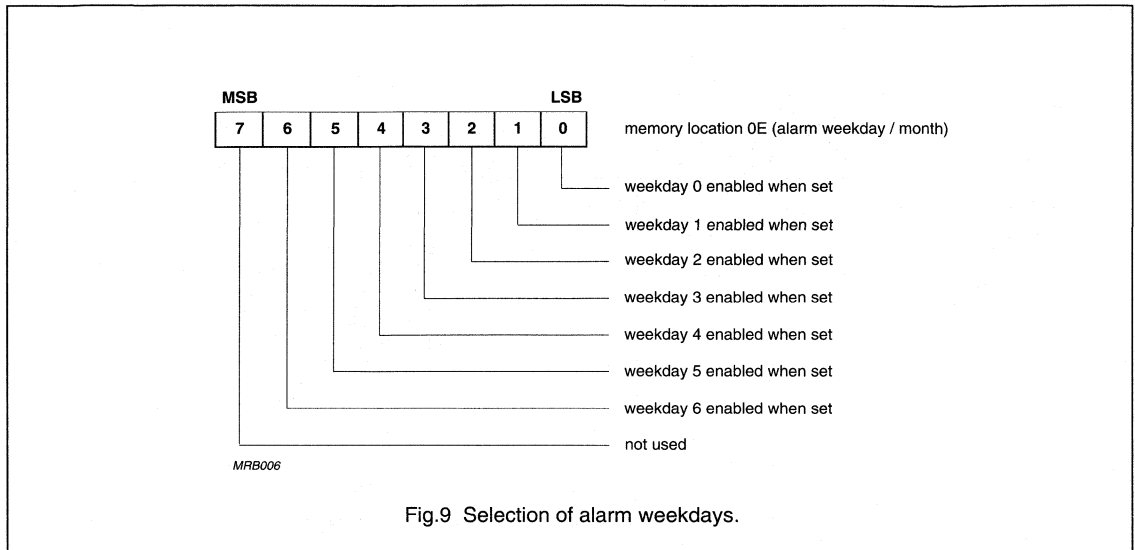 MSB LSB
7 6 5 4 3 2 1 0 memory location 0E (alarm weekday / month)
weekday 0 enabled when set
weekday 1 enabled when set
weekday 2 enabled when set
weekday 3 enabled when set
weekday 4 enabled when set
weekday 5 enabled when set
weekday 6 enabled when set
not used
MRB006
Fig.9 Selection of alarm weekdays.